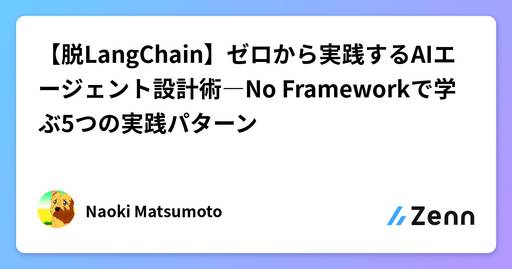 【脱LangChain】ゼロから実践するAIエ
ージェント設計術―No Frameworkで学
ぶ5つの実践パターン
Naoki Matsumoto
Zenn